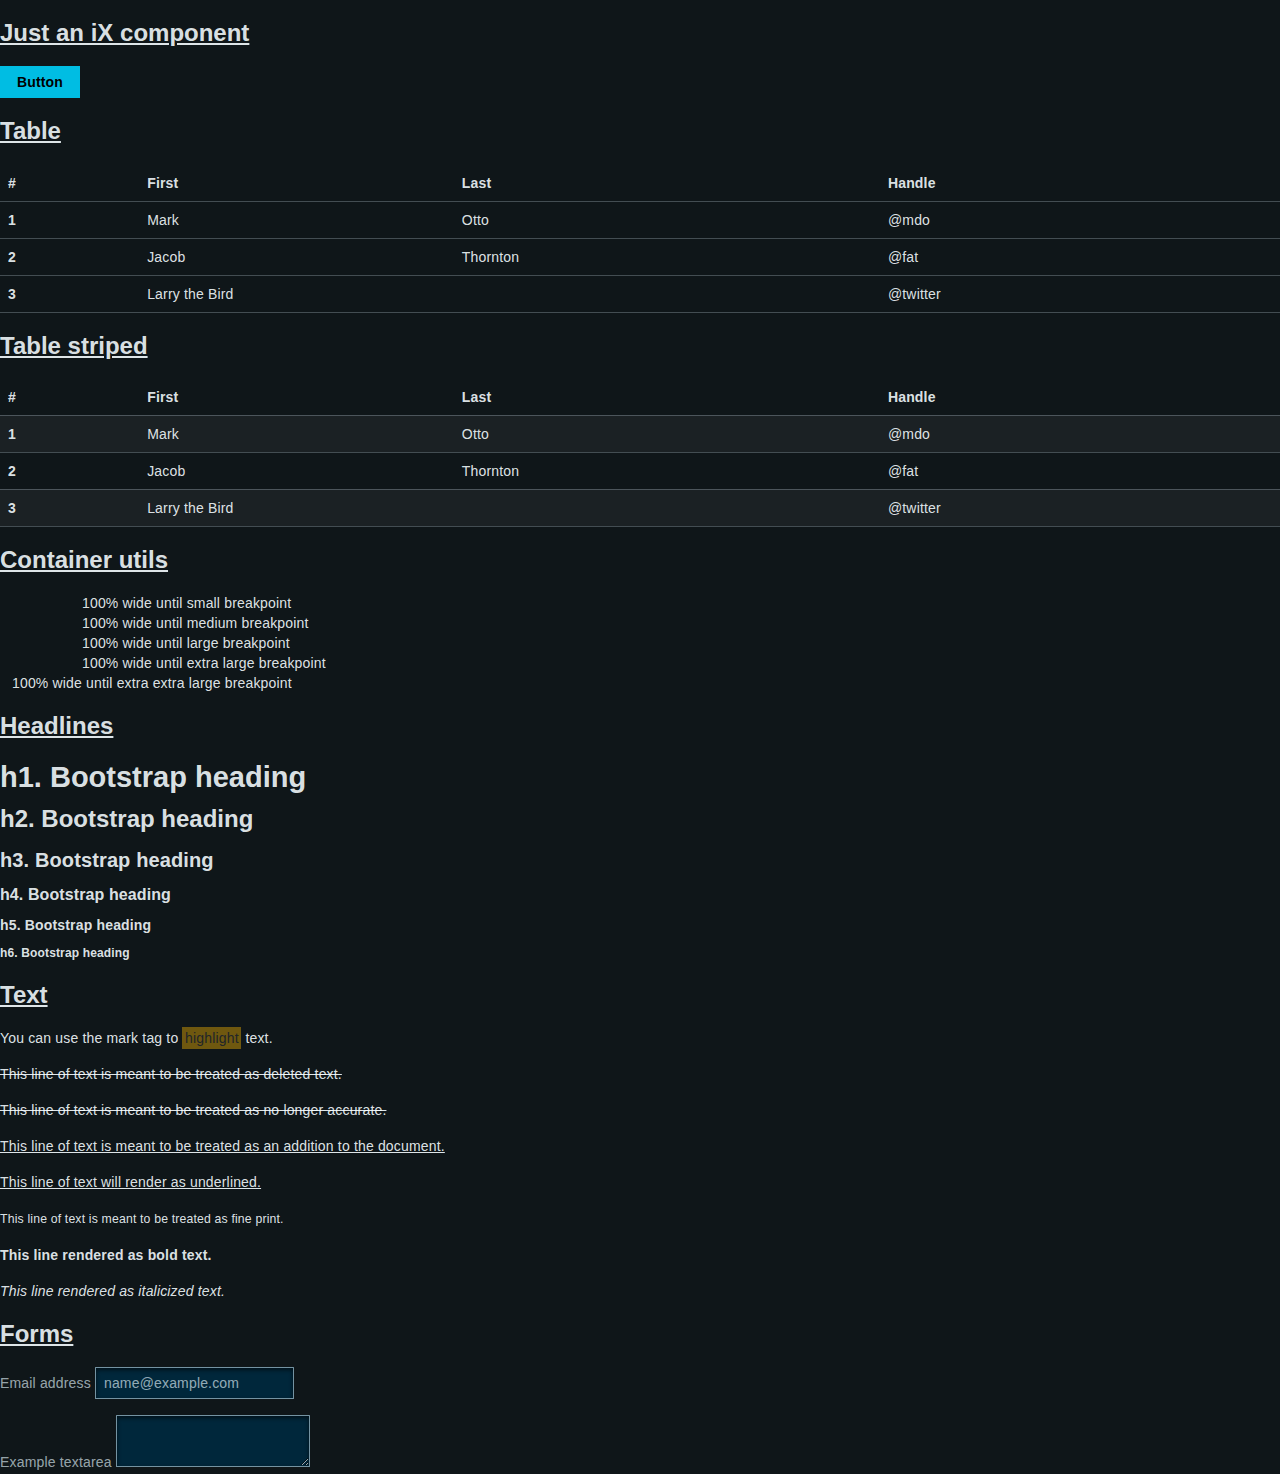 Just an iX component
Button
Table
# First Last Handle
1 Mark Otto @mdo
2 Jacob Thornton @fat
3 Larry the Bird @twitter
Table striped
# First Last Handle
1 Mark Otto @mdo
2 Jacob Thornton @fat
3 Larry the Bird @twitter
Container utils
100% wide until small breakpoint
100% wide until medium breakpoint
100% wide until large breakpoint
100% wide until extra large breakpoint
100% wide until extra extra large breakpoint
Headlines
h1. Bootstrap heading
h2. Bootstrap heading
h3. Bootstrap heading
h4. Bootstrap heading
h5. Bootstrap heading
h6. Bootstrap heading
Text
You can use the mark tag to highlight text.
This line of text is meant to be treated as deleted text.
This line of text is meant to be treated as no longer accurate.
This line of text is meant to be treated as an addition to the document.
This line of text will render as underlined.
This line of text is meant to be treated as fine print.
This line rendered as bold text.
This line rendered as italicized text.
Forms
Email address name@example.com
Example textarea